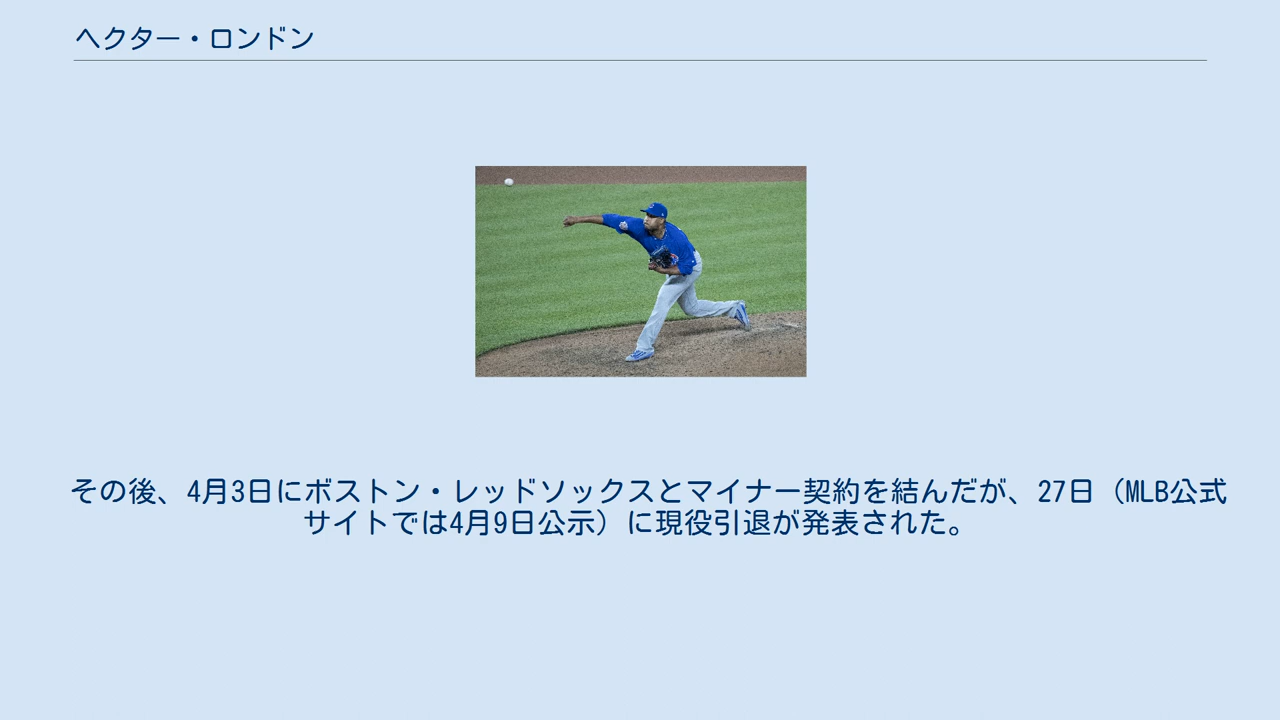 ヘクター・ロンドン
その後、4月3日にボストン・レッドソックスとマイナー契約を結んだが、27日（MLB公式
サイトでは4月9日公示）に現役引退が発表された。